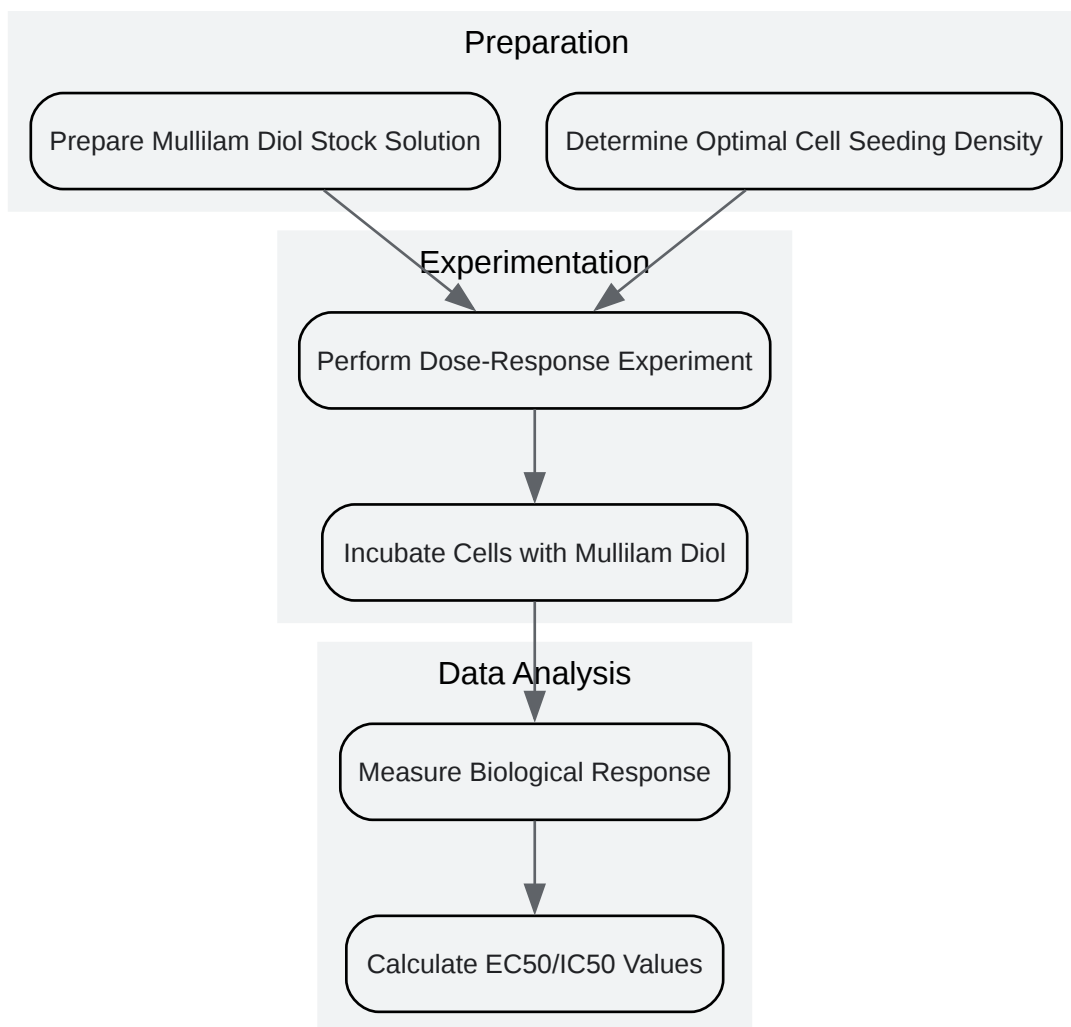 Preparation
Prepare Mullilam Diol Stock Solution
Determine Optimal Cell Seeding Density
Experimentation
Perform Dose-Response Experiment
Incubate Cells with Mullilam Diol
Data Analysis
Measure Biological Response
Calculate EC50/IC50 Values